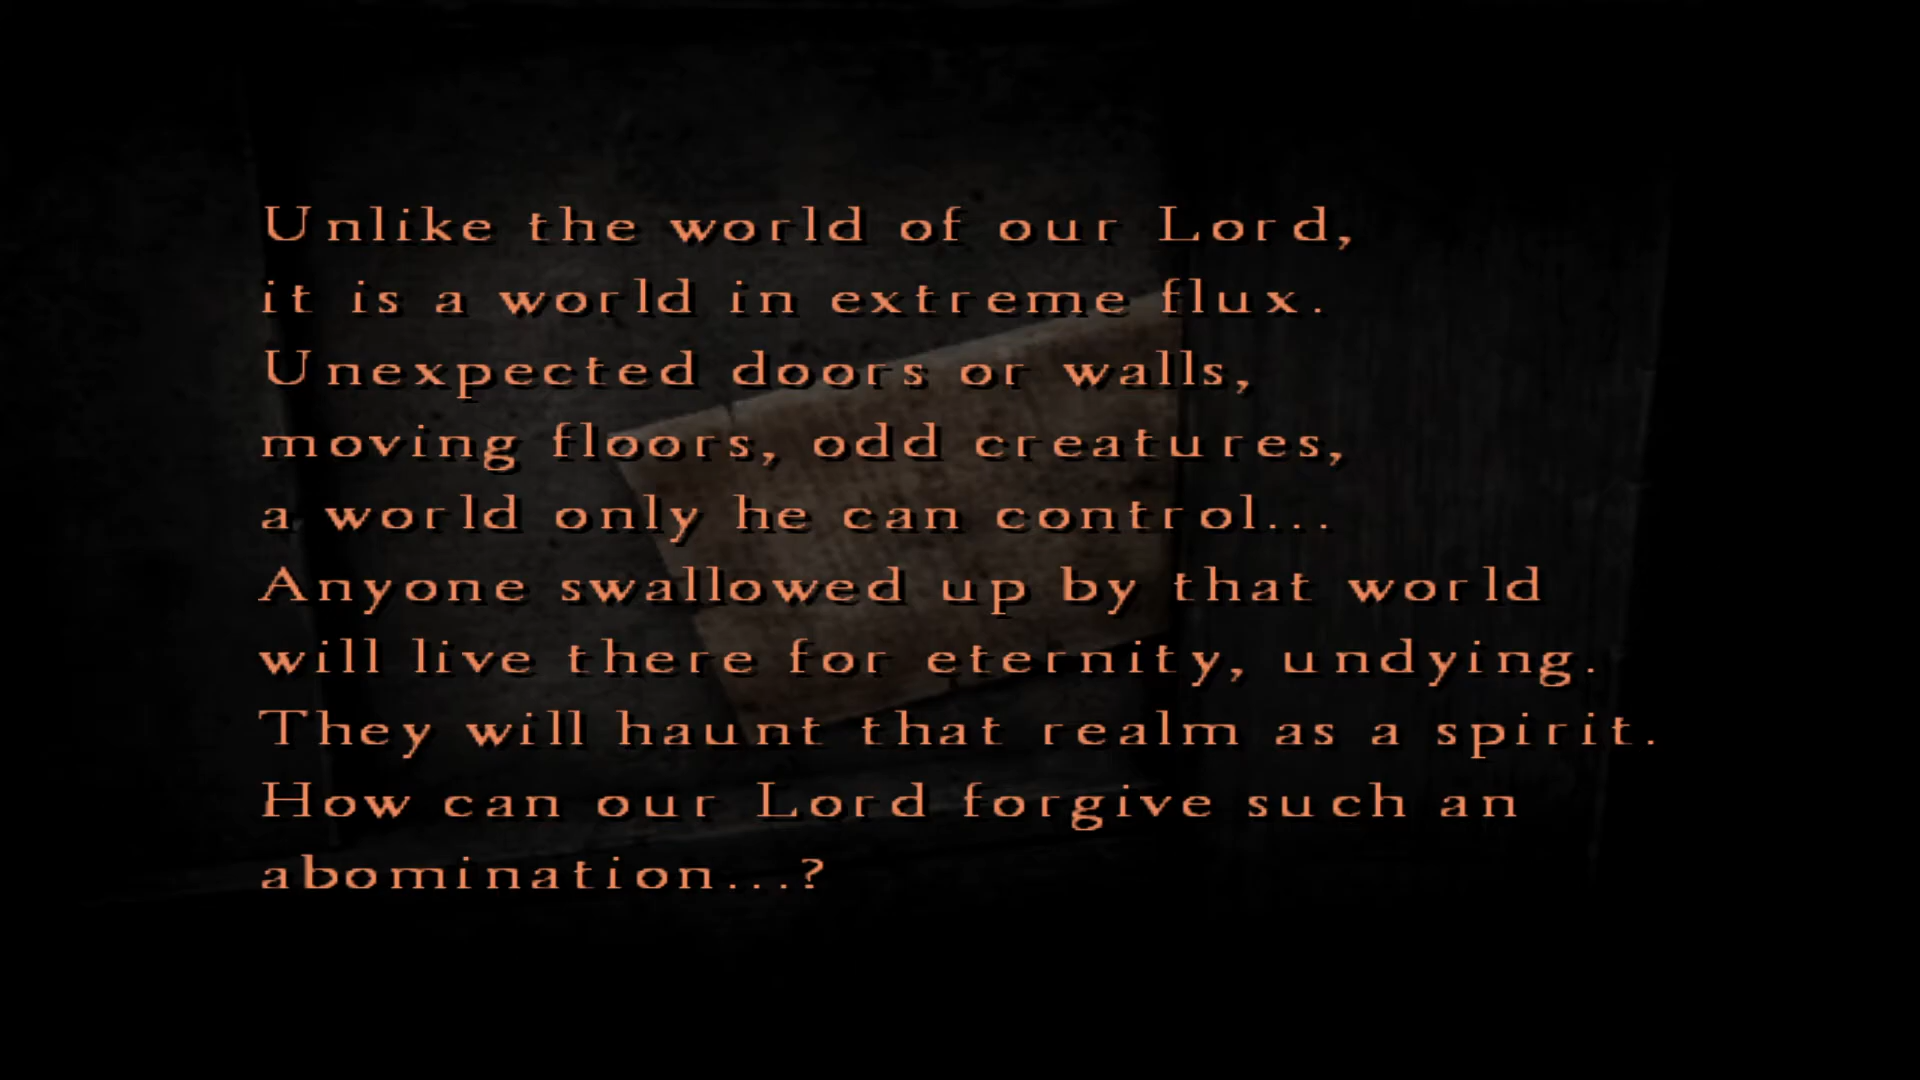 Unlike the world of our Lord,
it is a world in extreme flux.
Unexpected doors or walls,
moving floors, odd creatures,
a world only he can control...
Anyone swallowed up by that world
will live there for eternity, undying.
They will haunt that realm as a spirit.
How can our Lord forgive such an
abomination...?